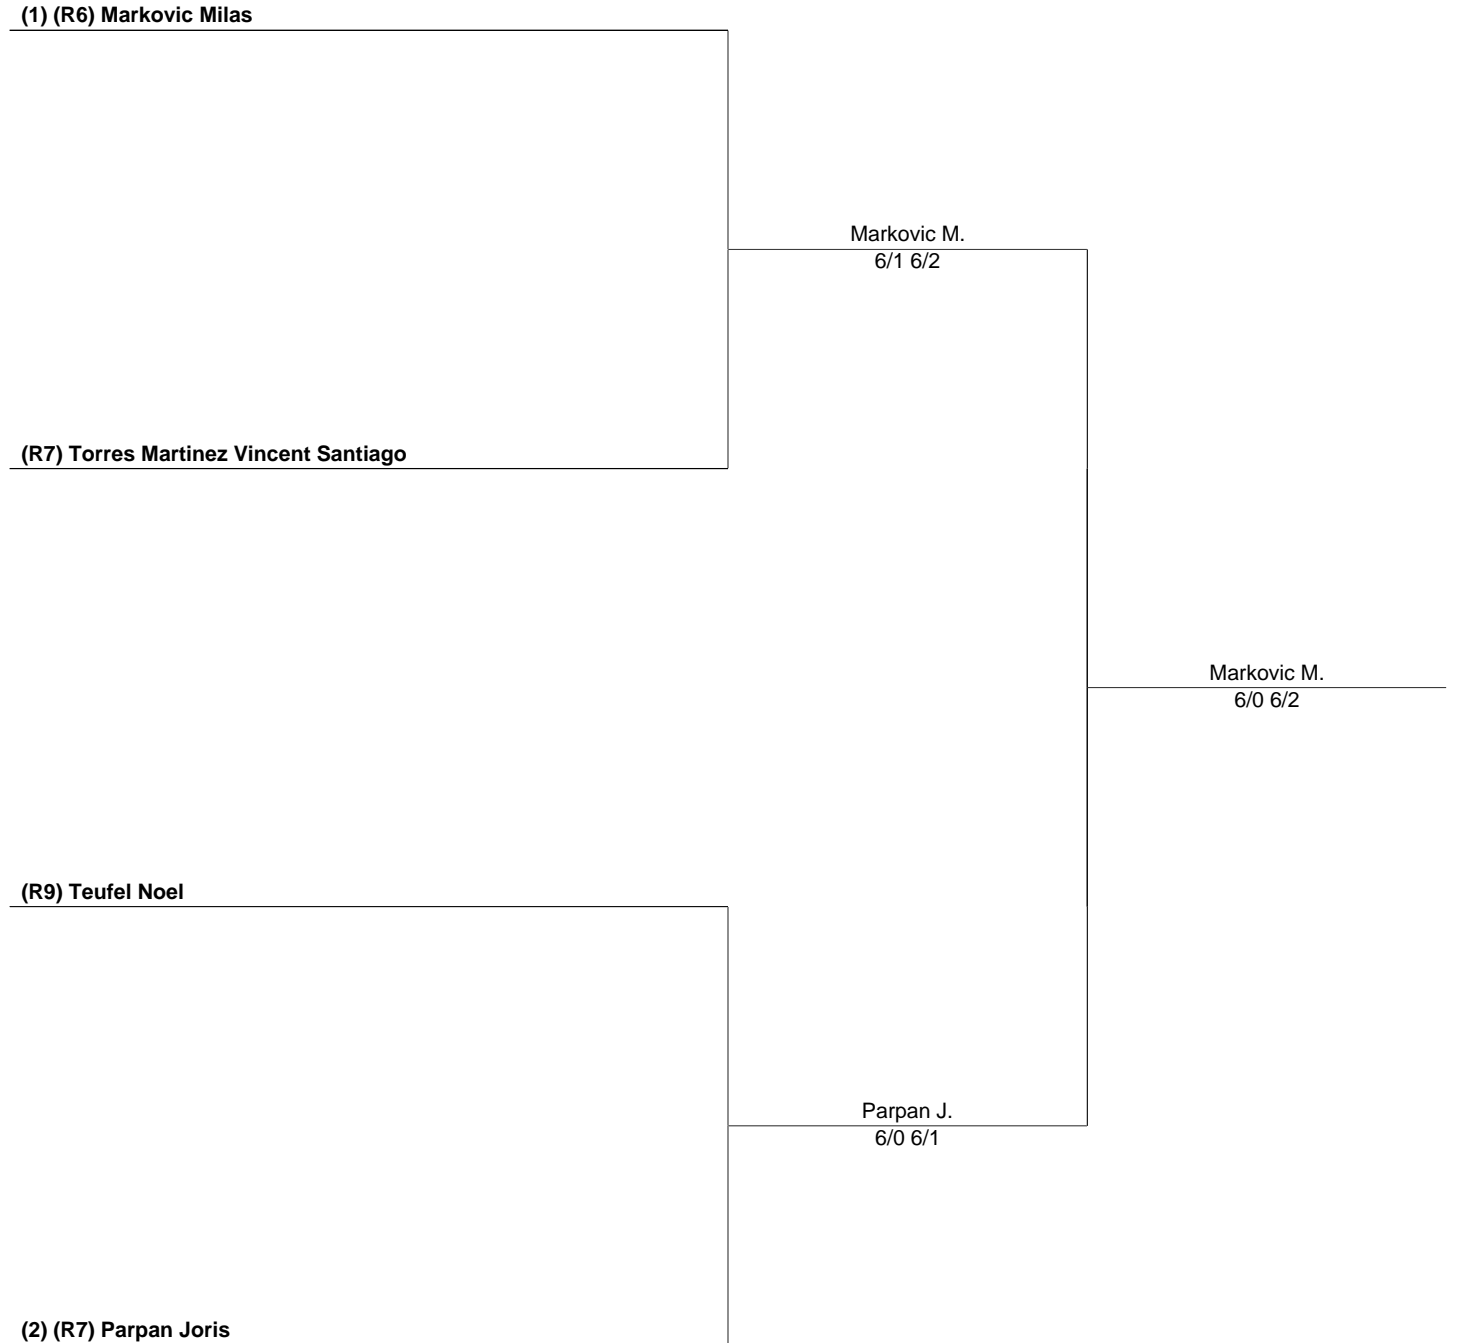 (1) (R6) Markovic Milas
Markovic M.
6/1 6/2
(R7) Torres Martinez Vincent Santiago
Markovic M.
6/0 6/2
(R9) Teufel Noel
Parpan J.
6/0 6/1
(2) (R7) Parpan Joris